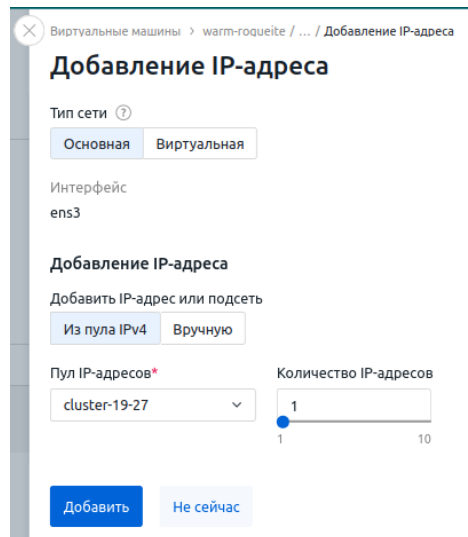 Виртуальные машины > warm-roqueite / ... / Добавление IP-адреса
Добавление IP-адреса
Тип сети ?
Основная Виртуальная
Интерфейс
ens3
Добавление IP-адреса
Добавить IP-адрес или подсеть
Из пула IPv4 Вручную
Пул IP-адресов* Количество IP-адресов
cluster-19-27 1
1 10
Добавить Не сейчас